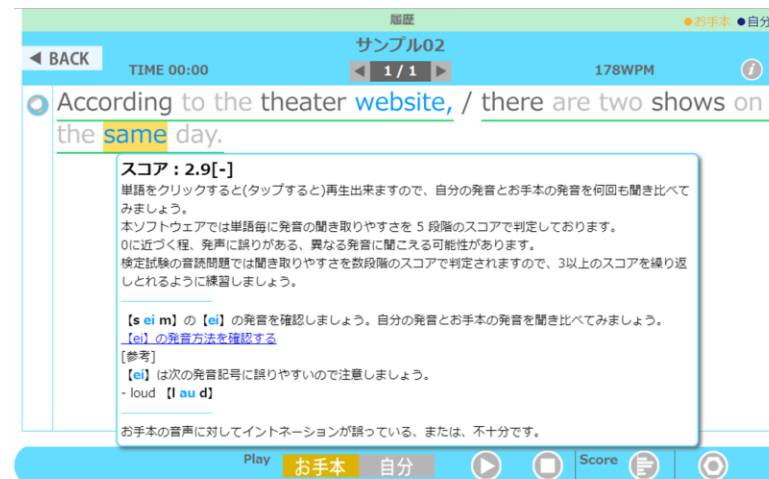 履歴
●お手本 ●自分
サンプル02
◀ BACK
TIME 00:00
◀ 1/1 ▶
178WPM
i
According to the theater website, / there are two shows on
the same day.
スコア：2.9[-]
単語をクリックすると(タップすると)再生出来ますので、自分の発音とお手本の発音を何回も聞き比べて
みましょう。
本ソフトウェアでは単語毎に発音の聞き取りやすさを 5 段階のスコアで判定しております。
0に近づく程、発声に誤りがある、異なる発音に聞こえる可能性があります。
検定試験の音読問題では聞き取りやすさを数段階のスコアで判定されますので、3以上のスコアを繰り返
しとれるように練習しましょう。
【s ei m】の【ei】の発音を確認しましょう。自分の発音とお手本の発音を聞き比べてみましょう。
【ei】の発音方法を確認する
[参考]
【ei】は次の発音記号に誤りやすいので注意しましょう。
- loud 【l au d】
お手本の音声に対してイントネーションが誤っている、または、不十分です。
Play お手本 自分 Score